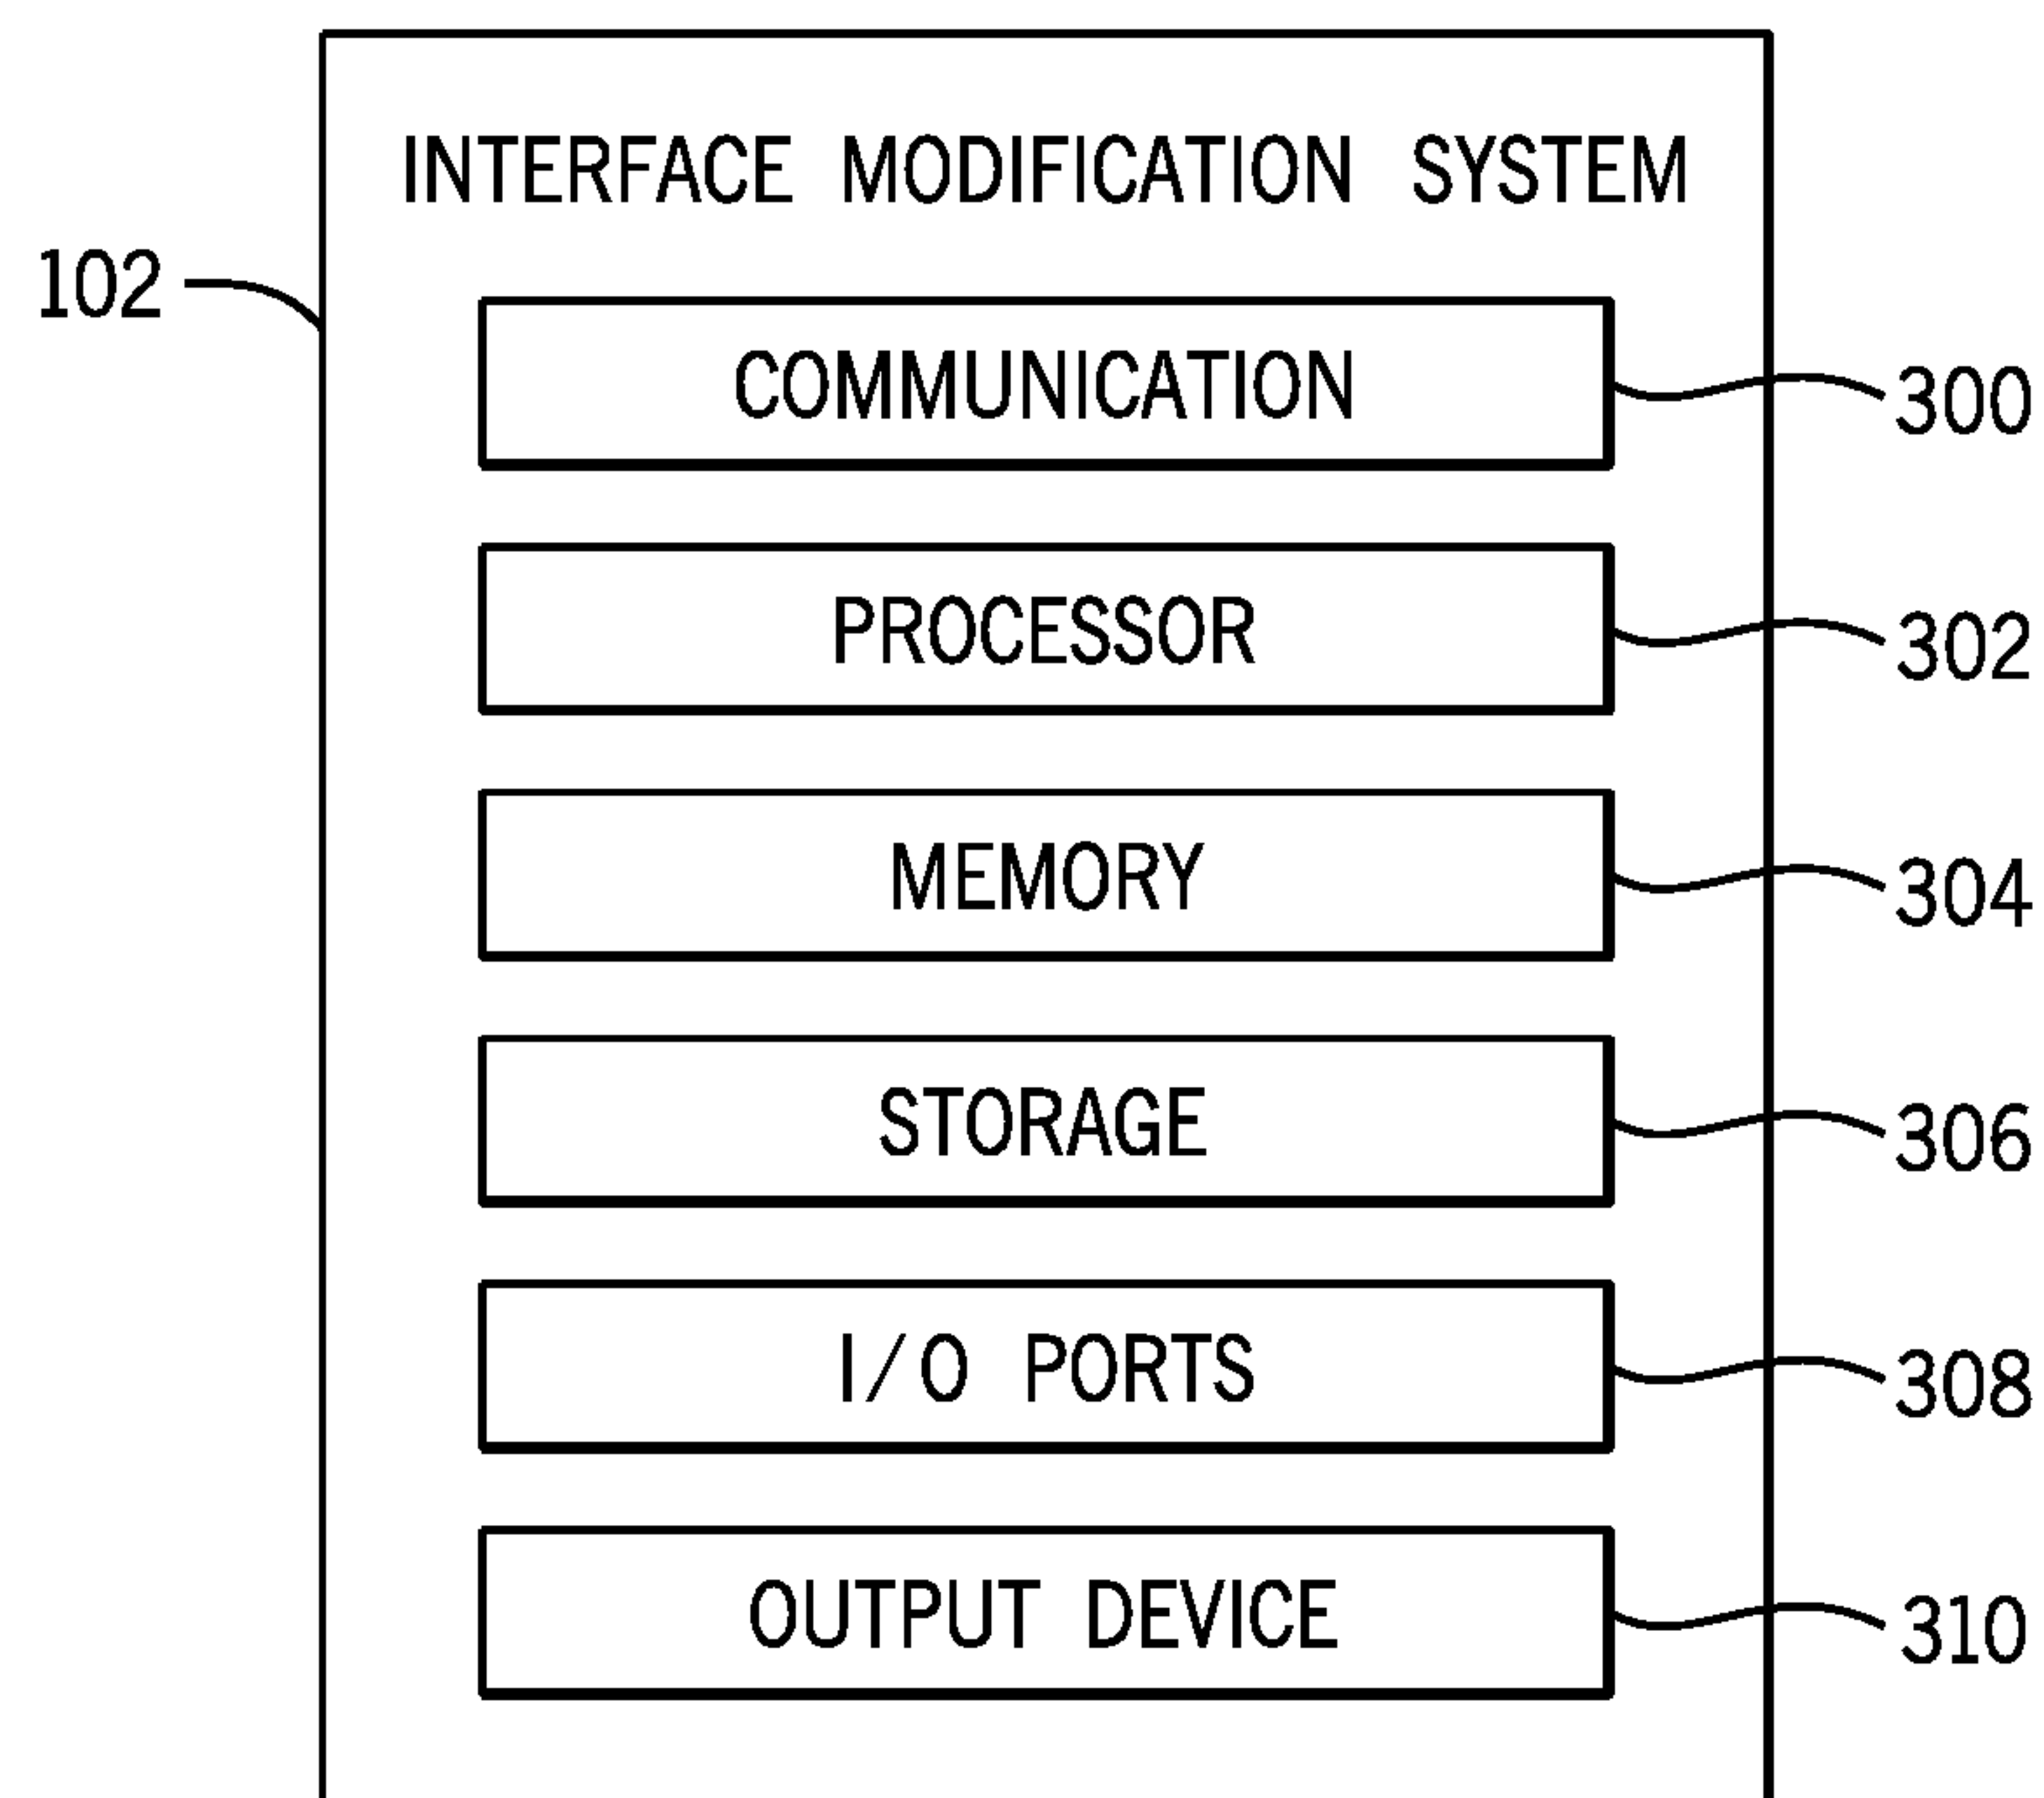 INTERFACE MODIFICATION SYSTEM
102
COMMUNICATION
300
PROCESSOR
302
MEMORY
304
STORAGE
306
I/O PORTS
308
OUTPUT DEVICE
310